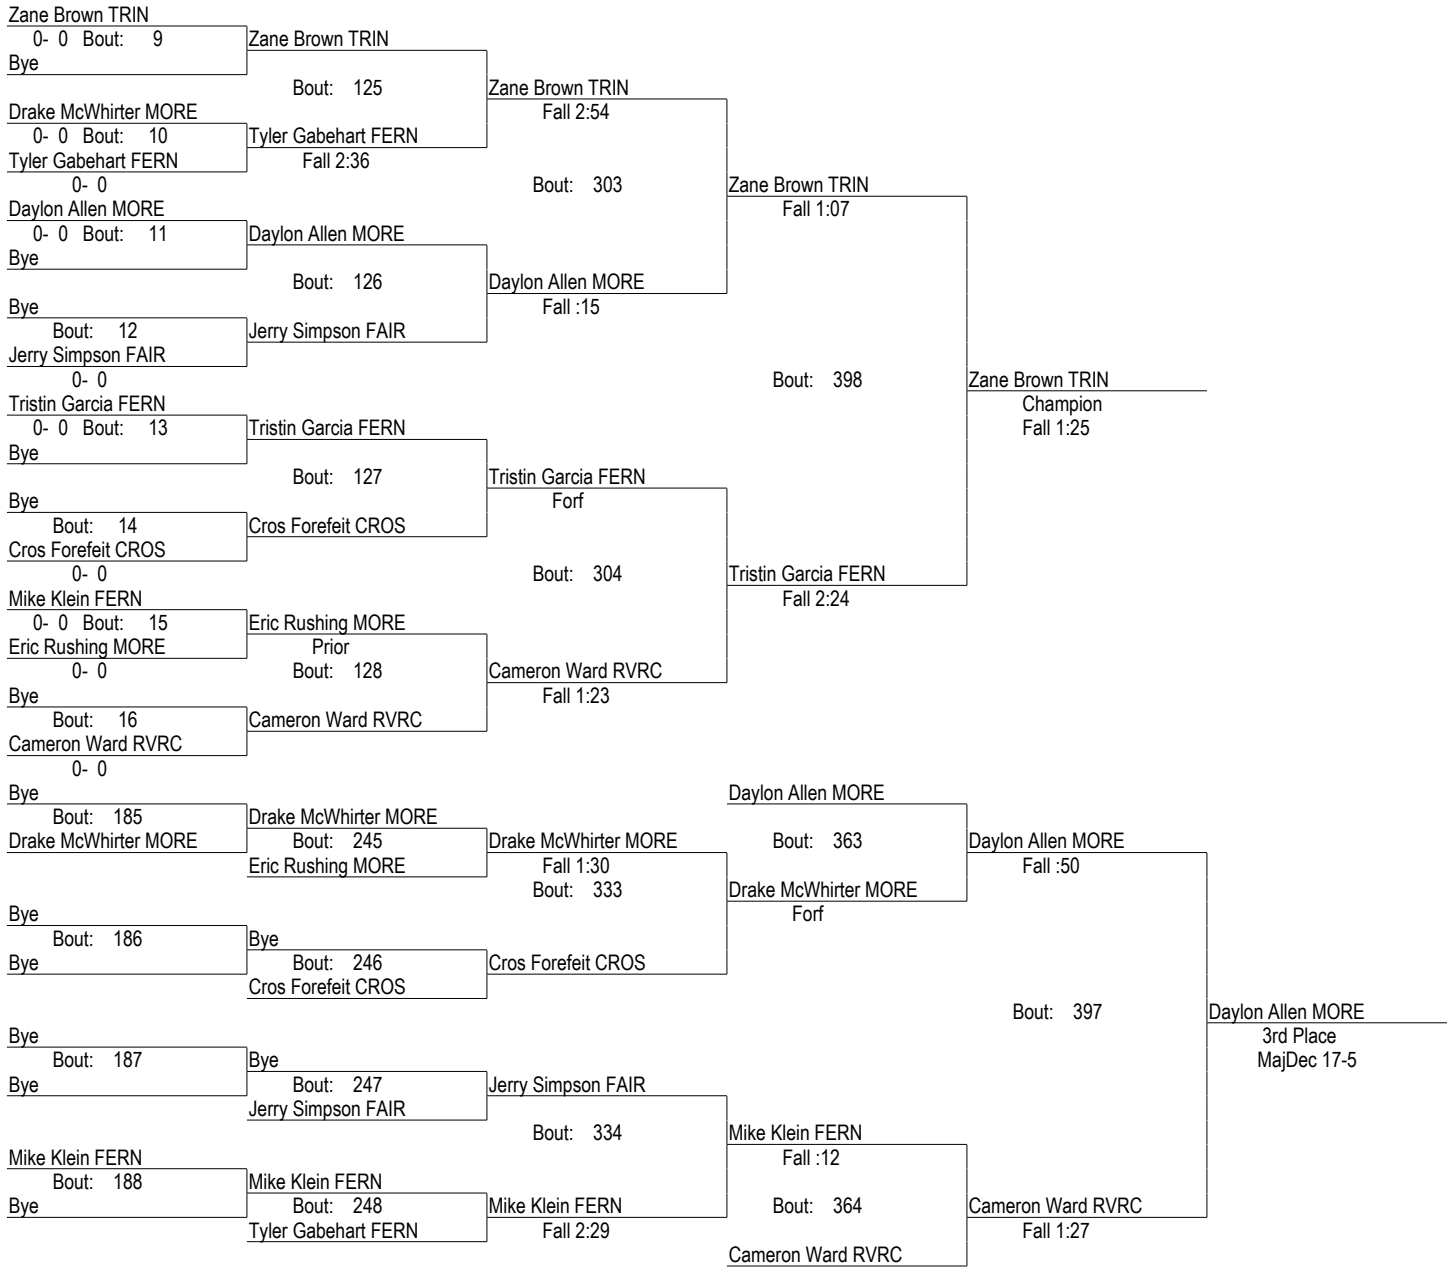 Zane Brown TRIN
0- 0 Bout: 9 Zane Brown TRIN
Bye
Bout: 125 Zane Brown TRIN
Drake McWhirter MORE Fall 2:54
0- 0 Bout: 10 Tyler Gabehart FERN
Tyler Gabehart FERN Fall 2:36
0- 0 Bout: 303 Zane Brown TRIN
Daylon Allen MORE Fall 1:07
0- 0 Bout: 11 Daylon Allen MORE
Bye
Bout: 126 Daylon Allen MORE
Bye Fall :15
Bout: 12 Jerry Simpson FAIR
Jerry Simpson FAIR
0- 0 Bout: 398 Zane Brown TRIN
Tristin Garcia FERN Champion
0- 0 Bout: 13 Tristin Garcia FERN Fall 1:25
Bye
Bout: 127 Tristin Garcia FERN
Bye Forf
Bout: 14 Cros Forefeit CROS
Cros Forefeit CROS
0- 0 Bout: 304 Tristin Garcia FERN
Mike Klein FERN Fall 2:24
0- 0 Bout: 15 Eric Rushing MORE
Eric Rushing MORE Prior
0- 0 Bout: 128 Cameron Ward RVRC
Bye Fall 1:23
Bout: 16 Cameron Ward RVRC
Cameron Ward RVRC
0- 0
Bye Daylon Allen MORE
Bout: 185 Drake McWhirter MORE
Drake McWhirter MORE Bout: 245 Drake McWhirter MORE Bout: 363 Daylon Allen MORE
Eric Rushing MORE Fall 1:30 Fall :50
Bout: 333 Drake McWhirter MORE
Bye Forf
Bout: 186 Bye
Bye Bout: 246 Cros Forefeit CROS
Cros Forefeit CROS
Bout: 397 Daylon Allen MORE
Bye 3rd Place
Bout: 187 Bye MajDec 17-5
Bye Bout: 247 Jerry Simpson FAIR
Jerry Simpson FAIR
Bout: 334 Mike Klein FERN
Mike Klein FERN Fall :12
Bout: 188 Mike Klein FERN
Bye Bout: 248 Mike Klein FERN Bout: 364 Cameron Ward RVRC
Tyler Gabehart FERN Fall 2:29 Fall 1:27
Cameron Ward RVRC